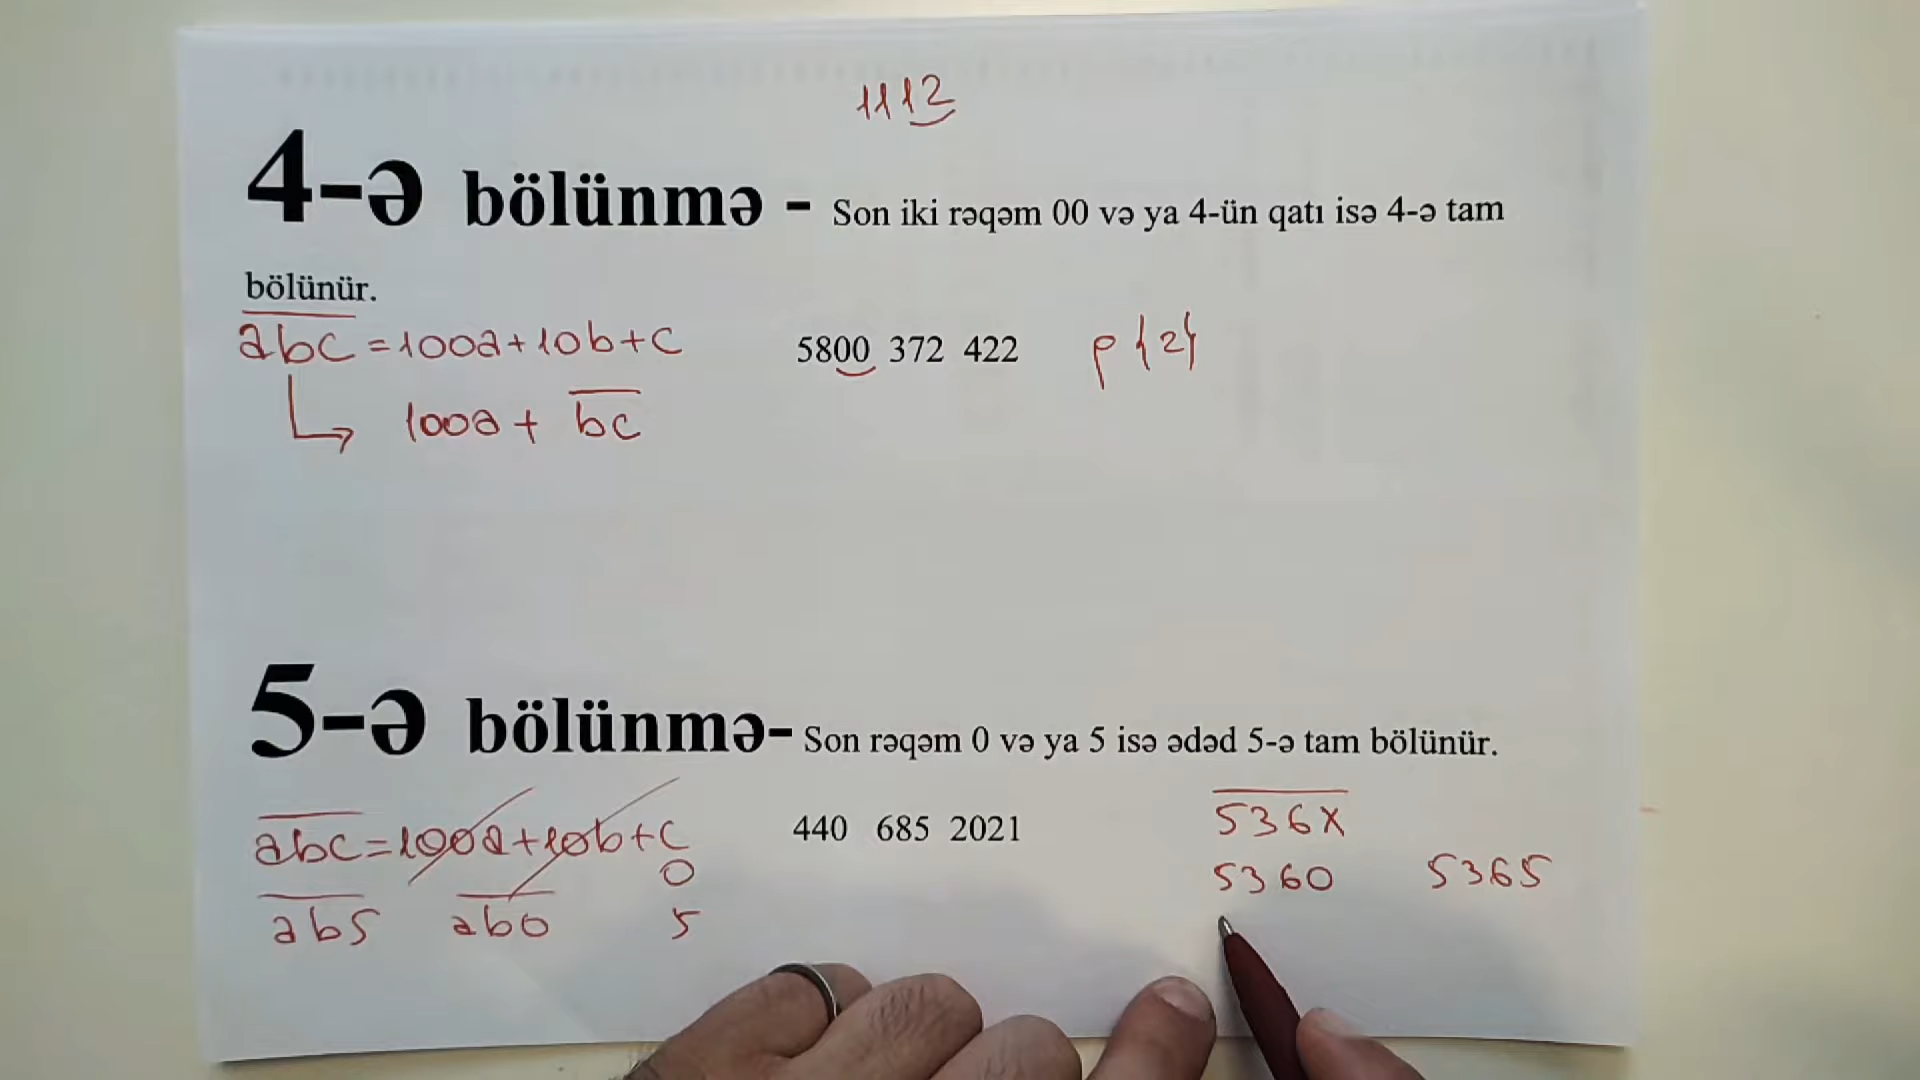 1112
4-ə bölünmə - Son iki rəqəm 00 və ya 4-ün qatı isə 4-ə tam
bölünür.
abc = 100a + 10b + c
5800 372 422
p {2}
100a + bc
5-ə bölünmə- Son rəqəm 0 və ya 5 isə ədəd 5-ə tam bölünür.
abc = 100a + 10b + c
440 685 2021
536x
0
5360 5365
ab5 ab0 5